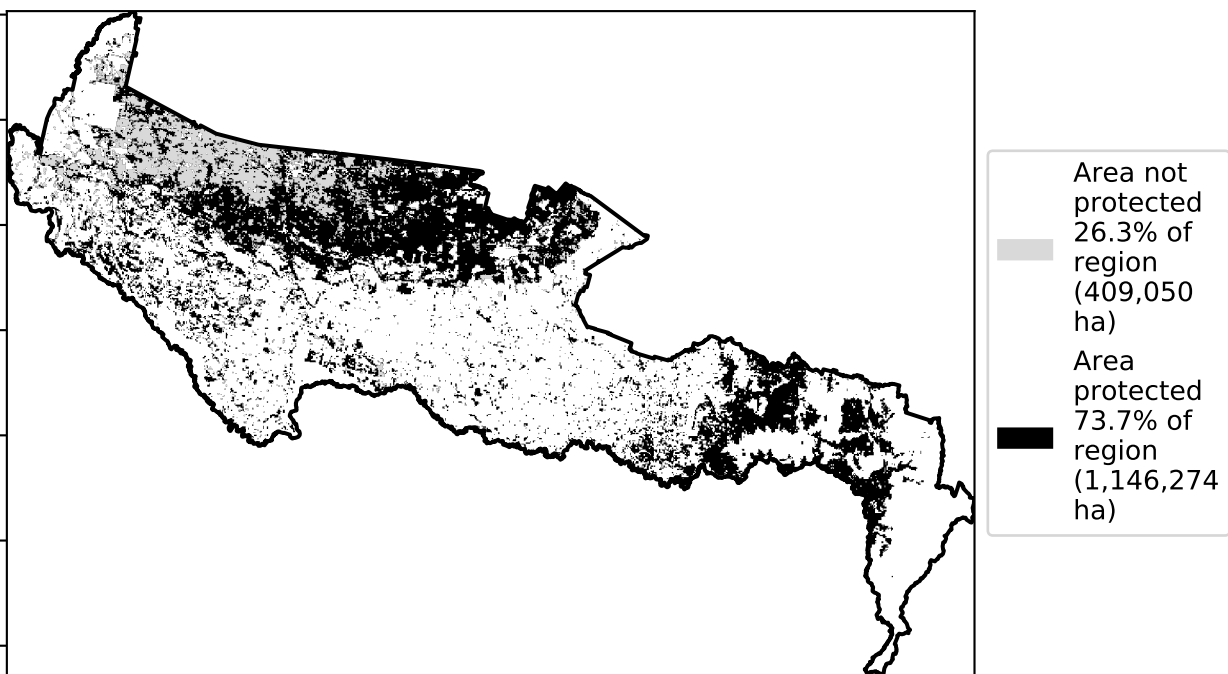 Area not
protected
26.3% of
region
(409,050
ha)
Area
protected
73.7% of
region
(1,146,274
ha)